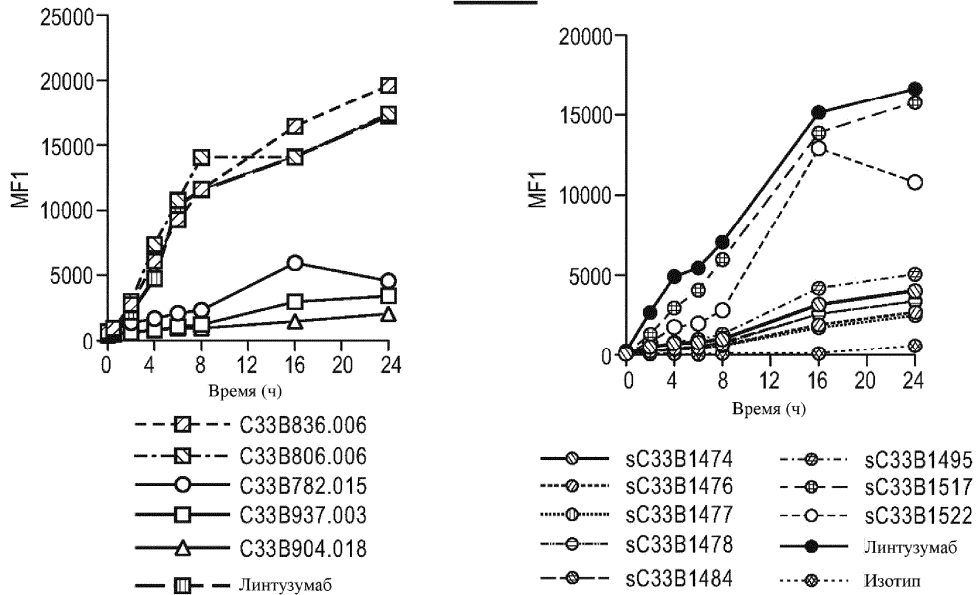 25000
20000
15000
10000
5000
0
MF1
0 4 8 12 16 20 24
Время (ч)
C33B836.006
C33B806.006
C33B782.015
C33B937.003
C33B904.018
Линтузумаб
20000
15000
10000
5000
0
MF1
0 4 8 12 16 20 24
Время (ч)
sC33B1474
sC33B1476
sC33B1477
sC33B1478
sC33B1484
sC33B1495
sC33B1517
sC33B1522
Линтузумаб
Изотип